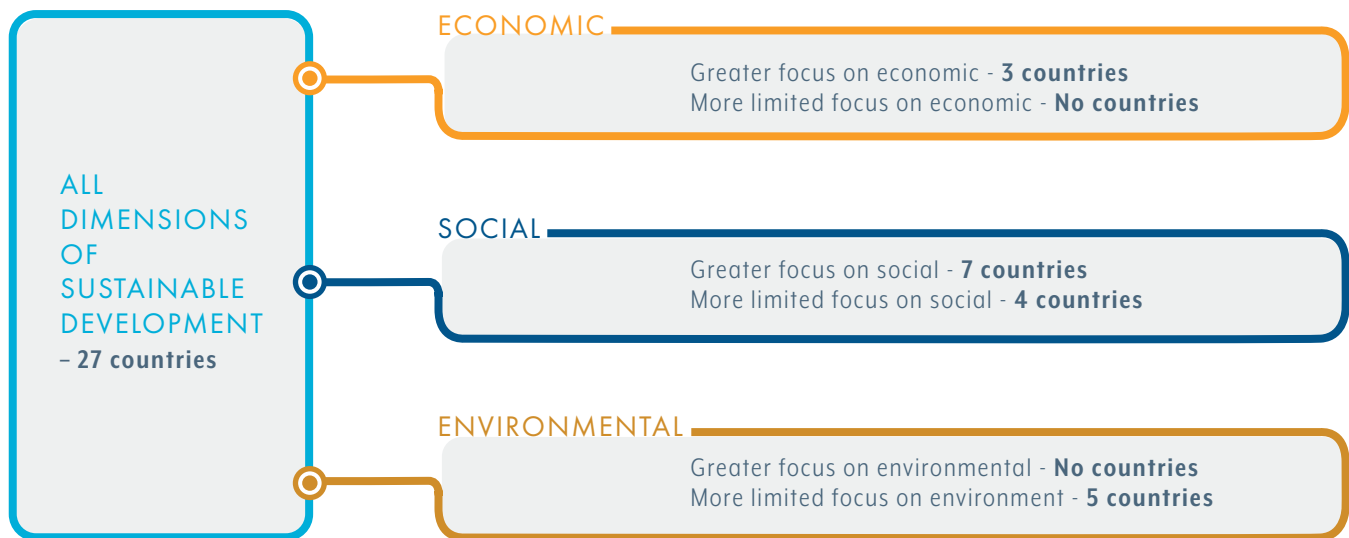 ALL
DIMENSIONS
OF
SUSTAINABLE
DEVELOPMENT
– 27 countries
ECONOMIC
Greater focus on economic - 3 countries
More limited focus on economic - No countries
SOCIAL
Greater focus on social - 7 countries
More limited focus on social - 4 countries
ENVIRONMENTAL
Greater focus on environmental - No countries
More limited focus on environment - 5 countries